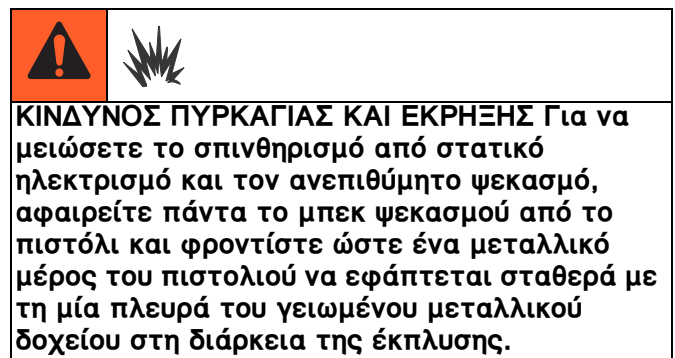 ΚΙΝΔΥΝΟΣ ΠΥΡΚΑΓΙΑΣ ΚΑΙ ΕΚΡΗΞΗΣ Για να
μειώσετε το σπινθηρισμό από στατικό
ηλεκτρισμό και τον ανεπιθύμητο ψεκασμό,
αφαιρείτε πάντα το μπεκ ψεκασμού από το
πιστόλι και φροντίστε ώστε ένα μεταλλικό
μέρος του πιστολιού να εφάπτεται σταθερά με
τη μία πλευρά του γειωμένου μεταλλικού
δοχείου στη διάρκεια της έκπλυσης.